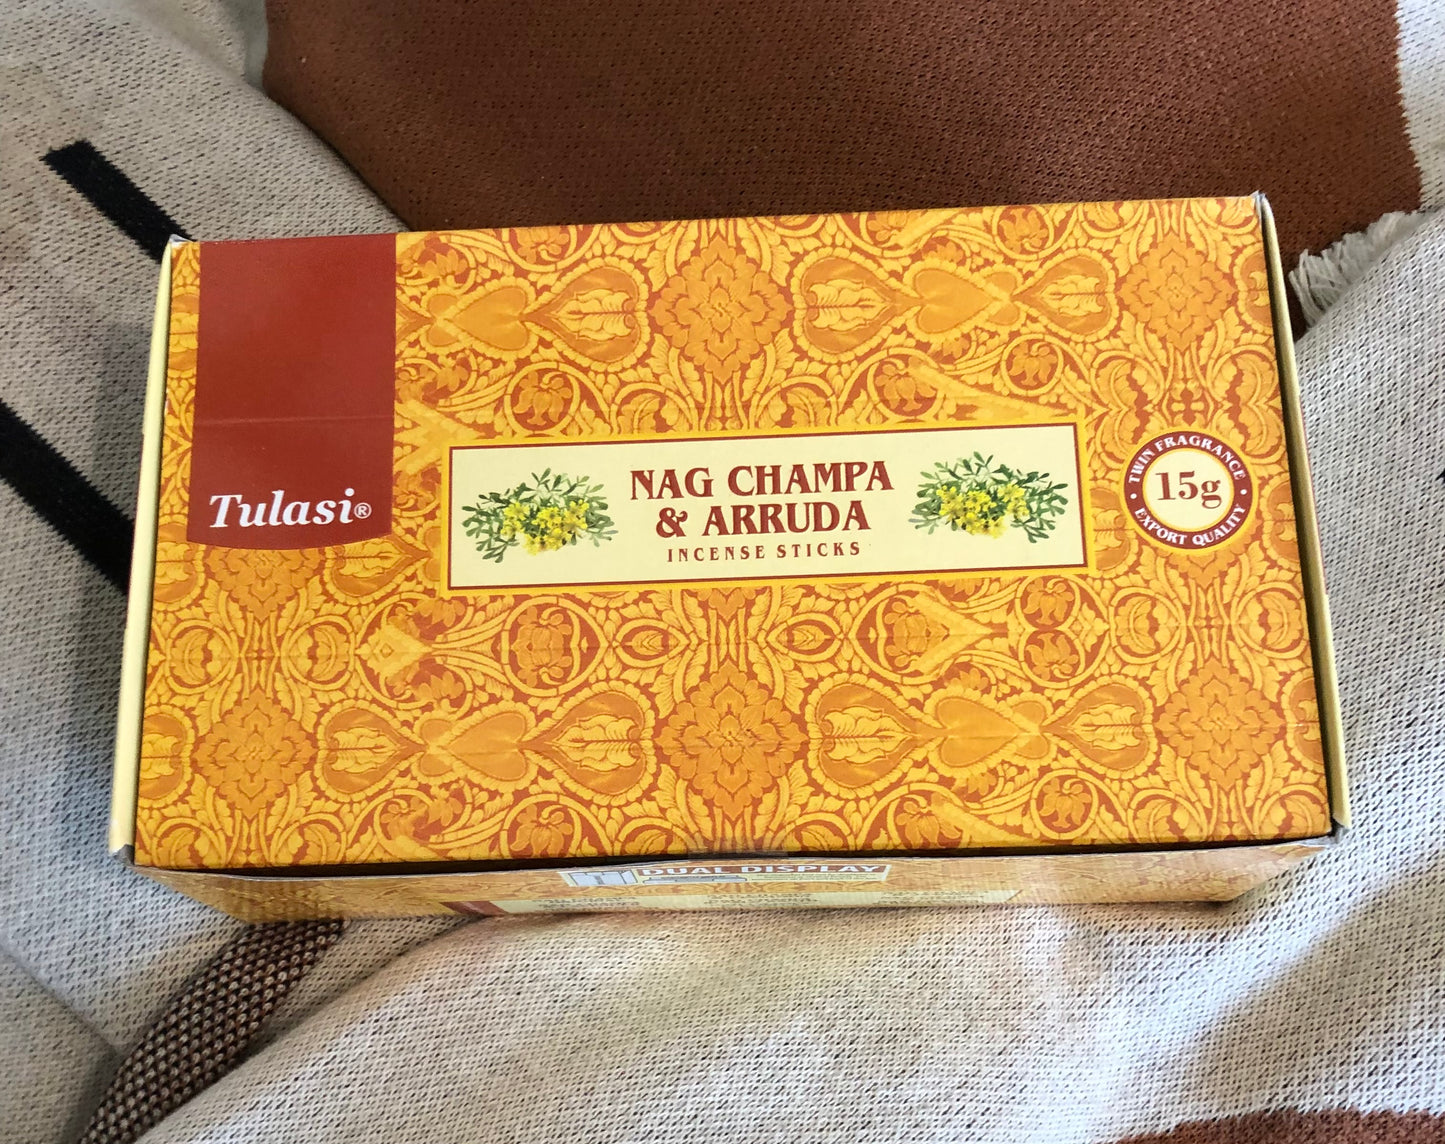 Tulasi®
NAG CHAMPA
& ARRUDA
INCENSE STICKS
TWIN FRAGRANCE
15g
EXPORT QUALITY
DUAL DISPLAY